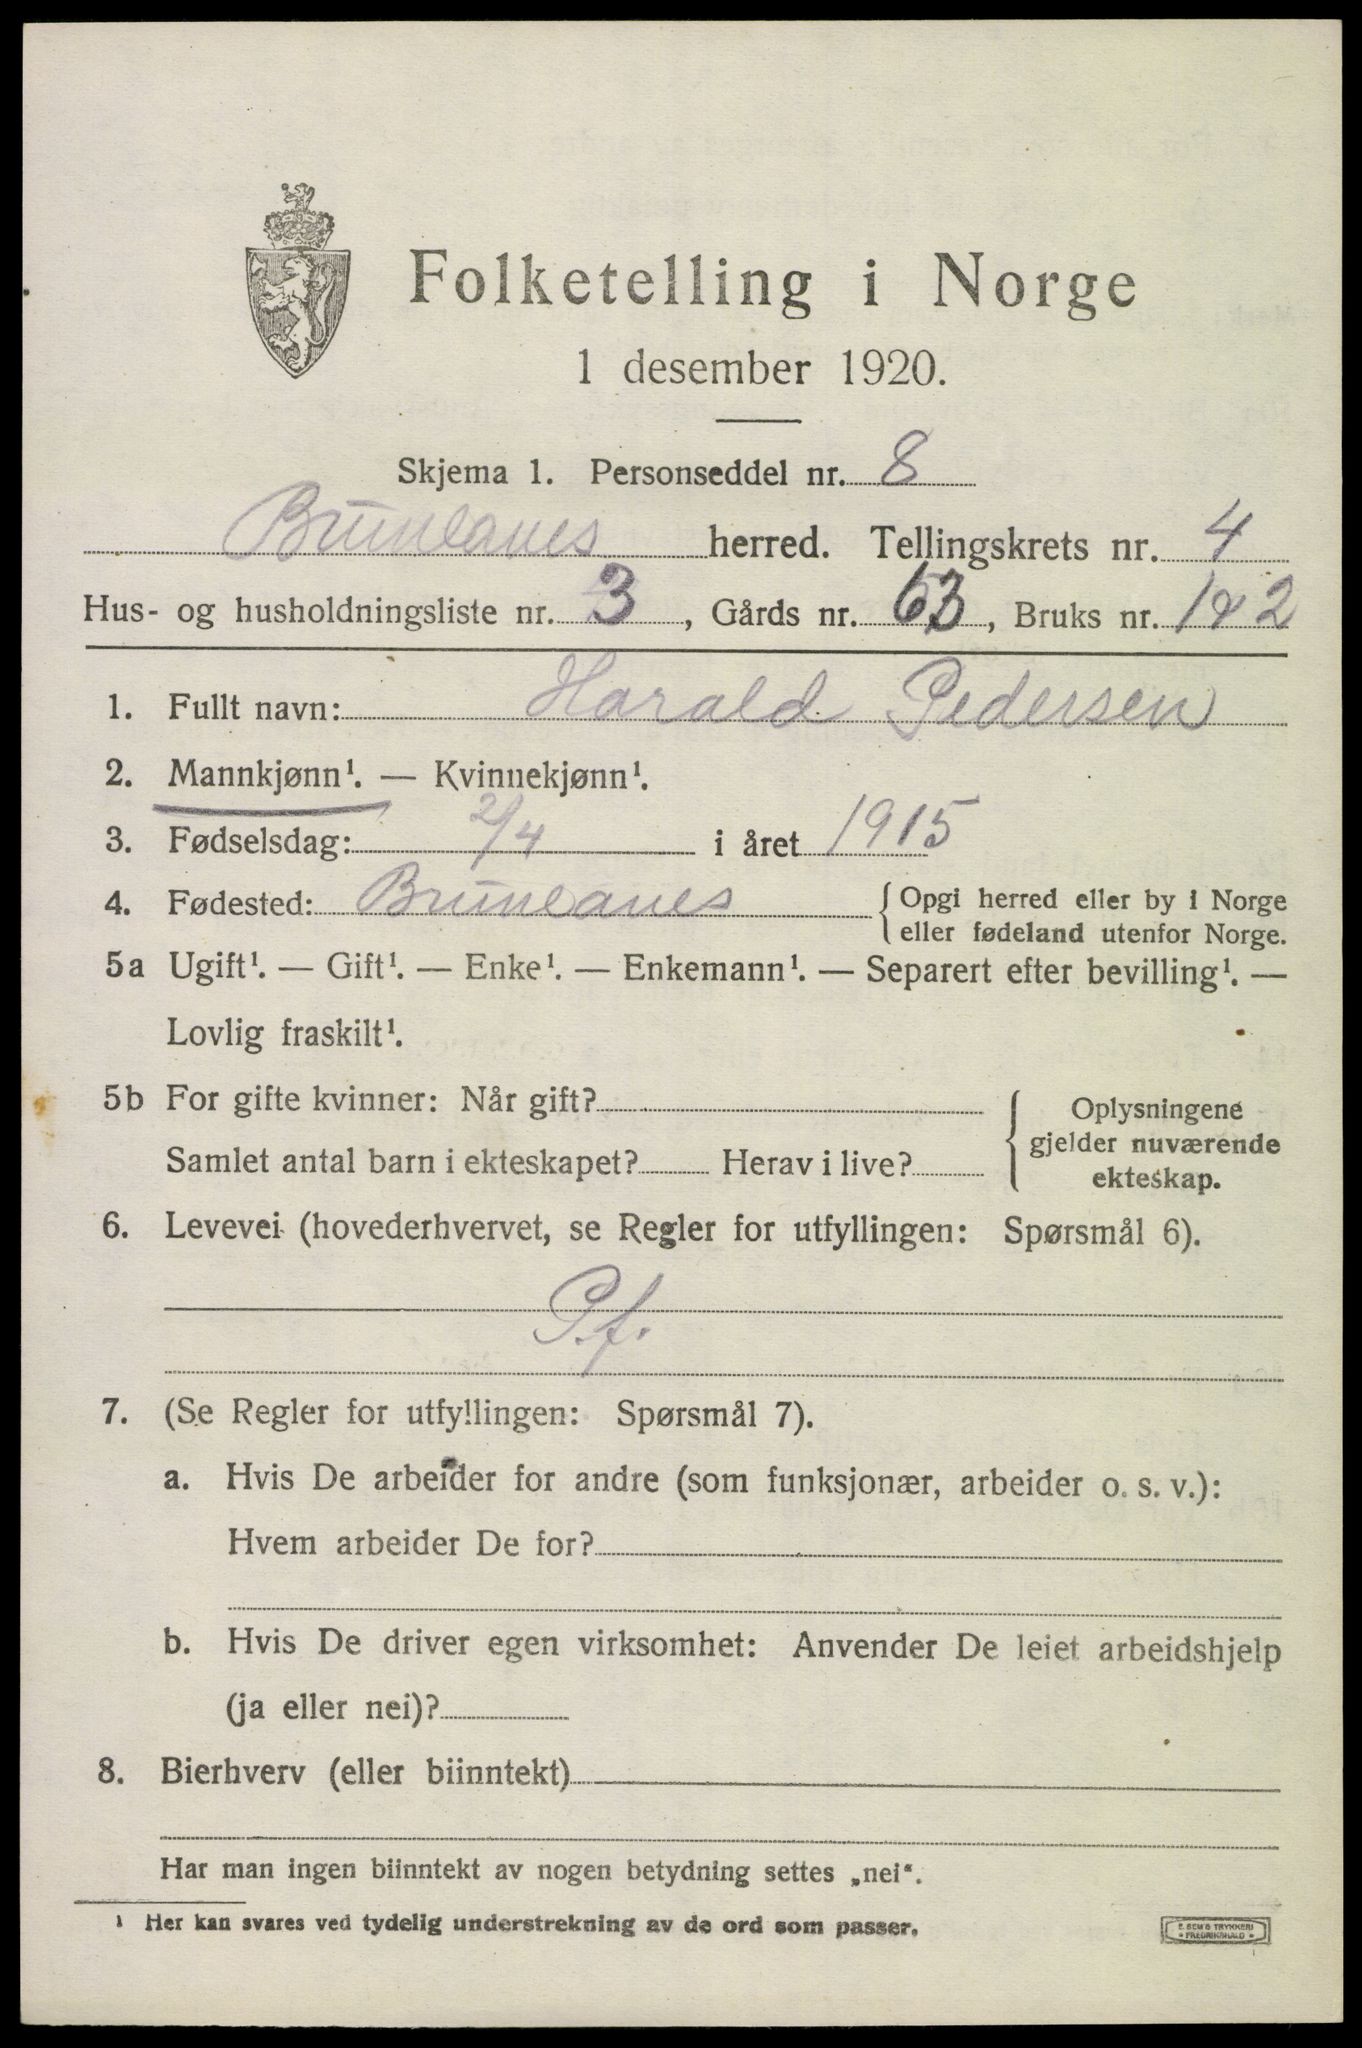 Folketelling i Norge
1 desember 1920.
Skjema 1. Personseddel nr. 8
Brunlanes herred. Tellingskrets nr. 4
Hus- og husholdningsliste nr. 3, Gårds nr. 63, Bruks nr. 1&2
1. Fullt navn: Harald Pedersen
2. Mannkjønn¹. — Kvinnekjønn¹.
3. Fødselsdag: 2/4 i året 1915
4. Fødested: Brunlanes {Opgi herred eller by i Norge
eller fødeland utenfor Norge.
5a Ugift¹. — Gift¹. — Enke¹. — Enkemann¹. — Separert efter bevilling¹. —
Lovlig fraskilt¹.
5b For gifte kvinner: Når gift?
Samlet antal barn i ekteskapet? Herav i live?
{Oplysningene
gjelder nuværende
ekteskap.
6. Levevei (hovederhvervet, se Regler for utfyllingen: Spørsmål 6).
P.f.
7. (Se Regler for utfyllingen: Spørsmål 7).
a. Hvis De arbeider for andre (som funksjonær, arbeider o. s. v.):
Hvem arbeider De for?
b. Hvis De driver egen virksomhet: Anvender De leiet arbeidshjelp
(ja eller nei)?
8. Bierhverv (eller biinntekt)
Har man ingen biinntekt av nogen betydning settes „nei“.
¹ Her kan svares ved tydelig understrekning av de ord som passer.
E. SEM'S TRYKKERI
• FREDRIKSHALD •